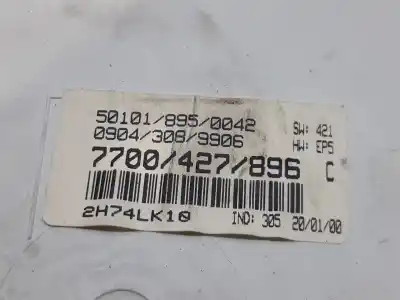 50101/895/0042 SW: 421
0904/308/9906 HW: EP5
7700/427/896 C
2H74LK10 IND: 305 20/01/00